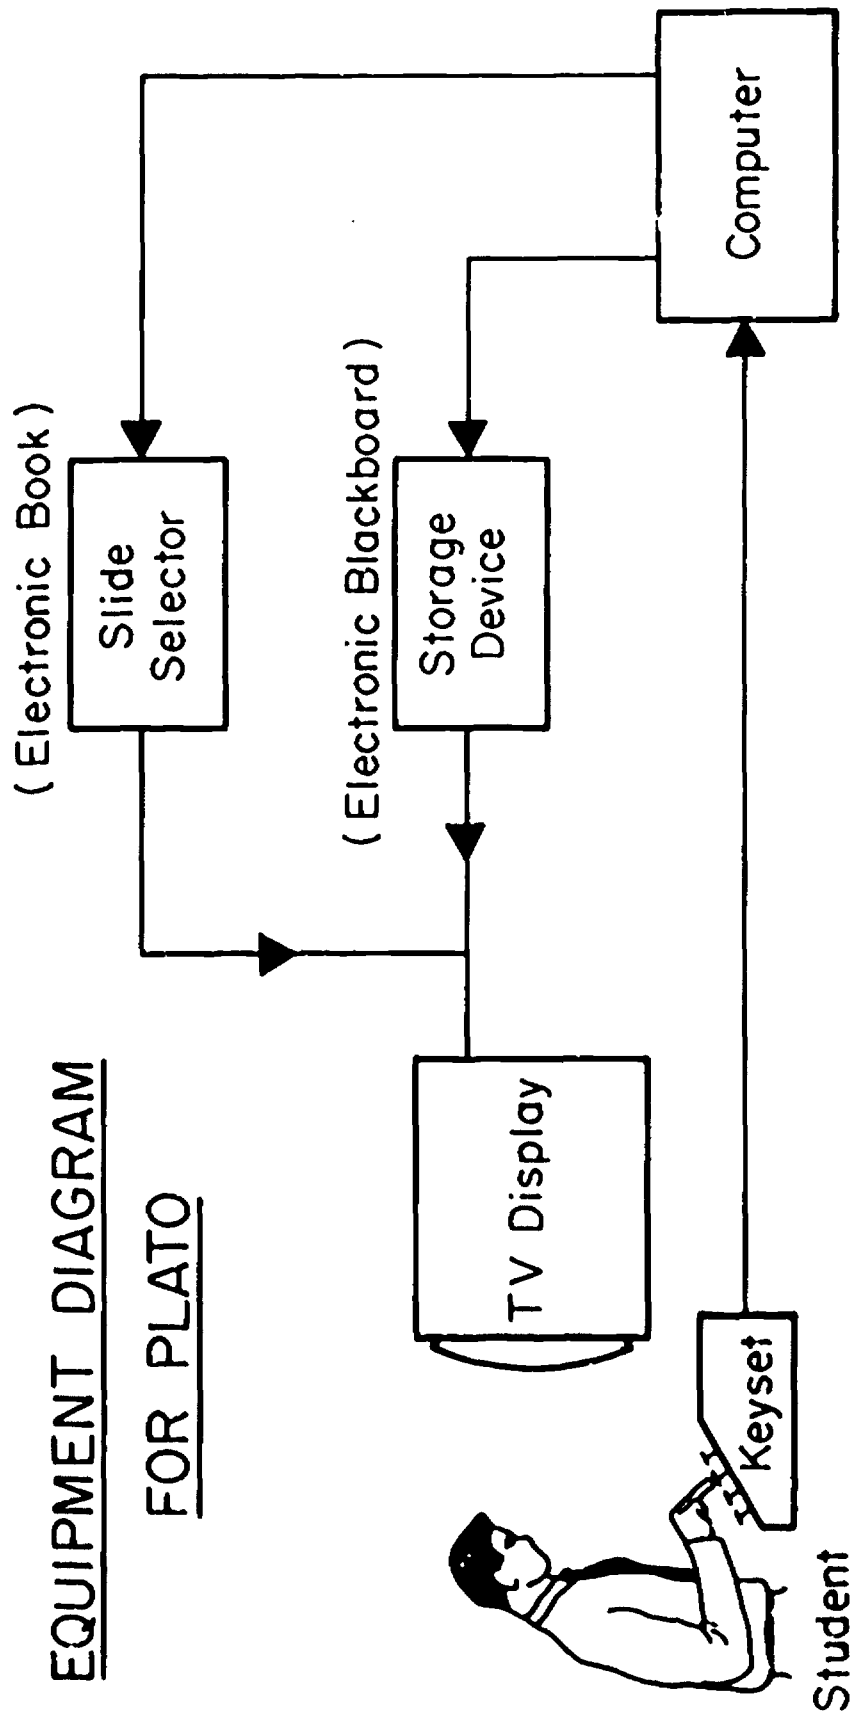 EQUIPMENT DIAGRAM
FOR PLATO
(Electronic Book)
Slide
Selector
(Electronic Blackboard)
Storage
Device
TV Display
Computer
Keyset
Student